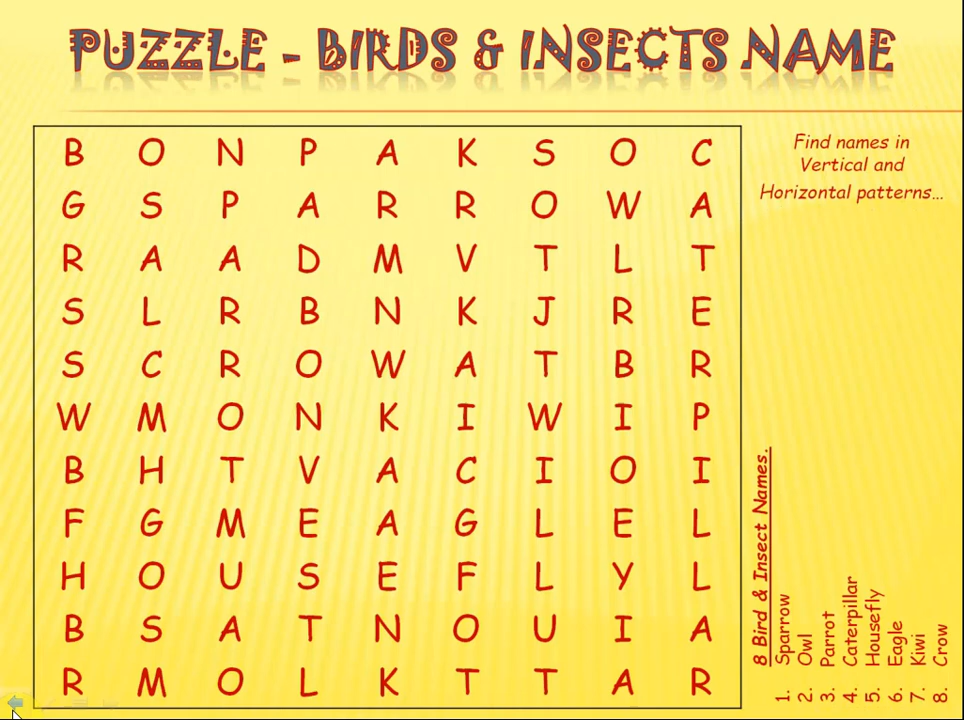 PUZZLE - BIRDS & INSECTS NAME
B O N P A K S O C
G S P A R R O W A
R A A D M V T L T
S L R B N K J R E
S C R O W A T B R
W M O N K I W I P
B H T V A C I O I
F G M E A G L E L
H O U S E F L Y L
B S A T N O U I A
R M O L K T T A R
Find names in
Vertical and
Horizontal patterns...
8 Bird & Insect Names.
1. Sparrow
2. Owl
3. Parrot
4. Caterpillar
5. Housefly
6. Eagle
7. Kiwi
8. Crow